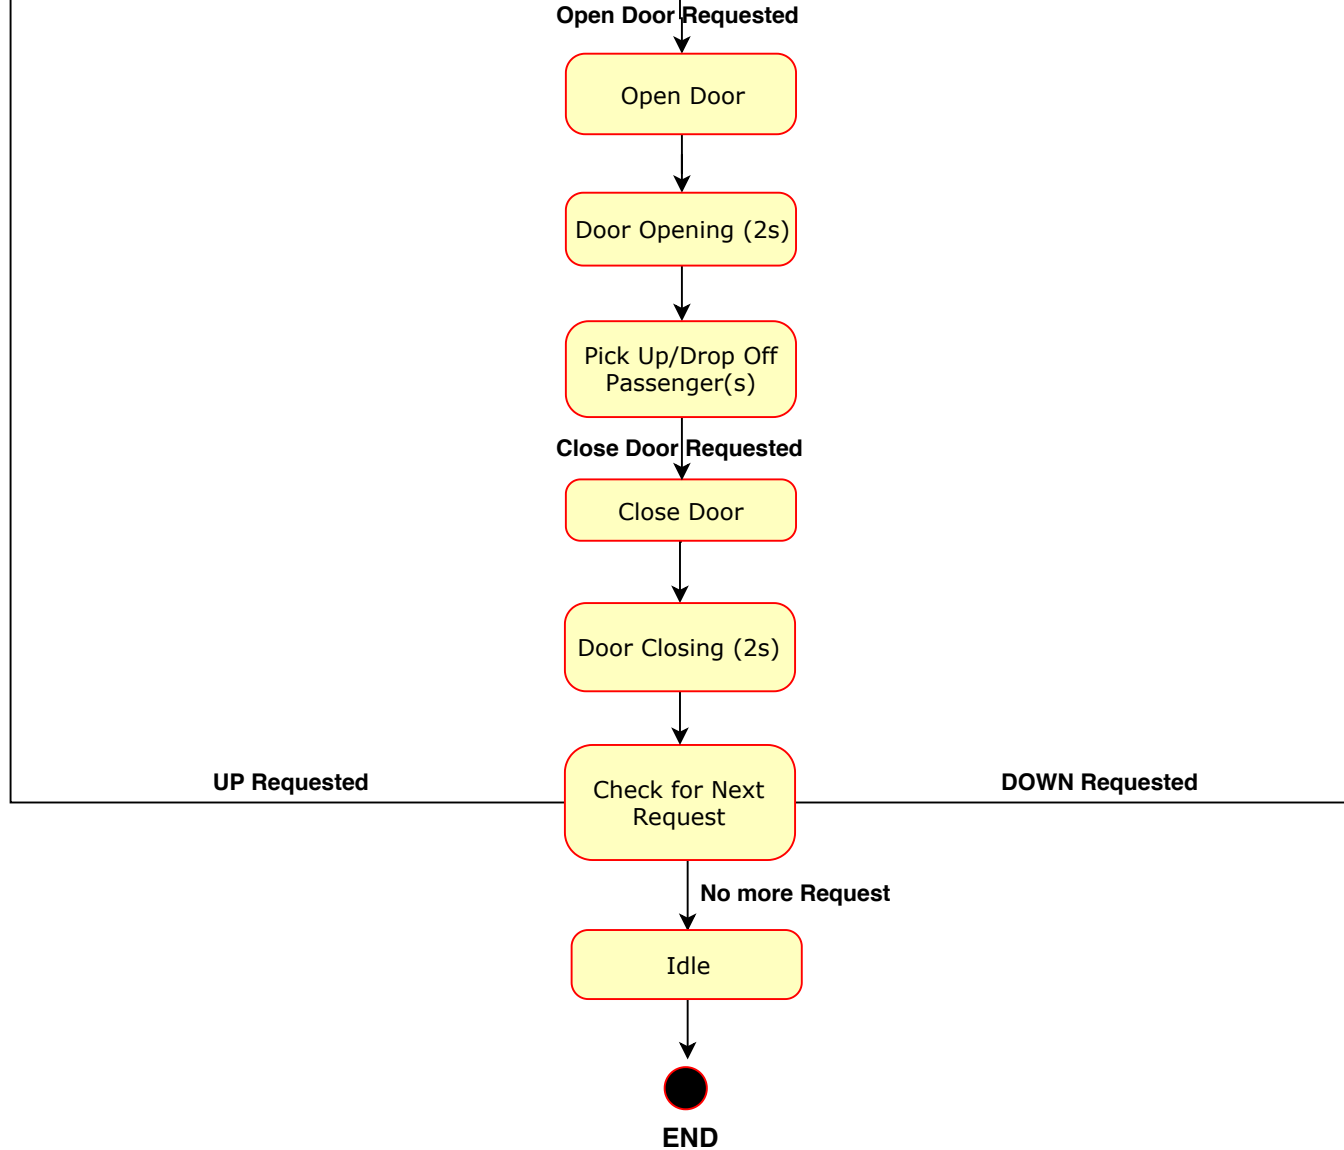 Open Door Requested
Open Door
Door Opening (2s)
Pick Up/Drop Off
Passenger(s)
Close Door Requested
Close Door
Door Closing (2s)
UP Requested
Check for Next
Request
DOWN Requested
No more Request
Idle
END